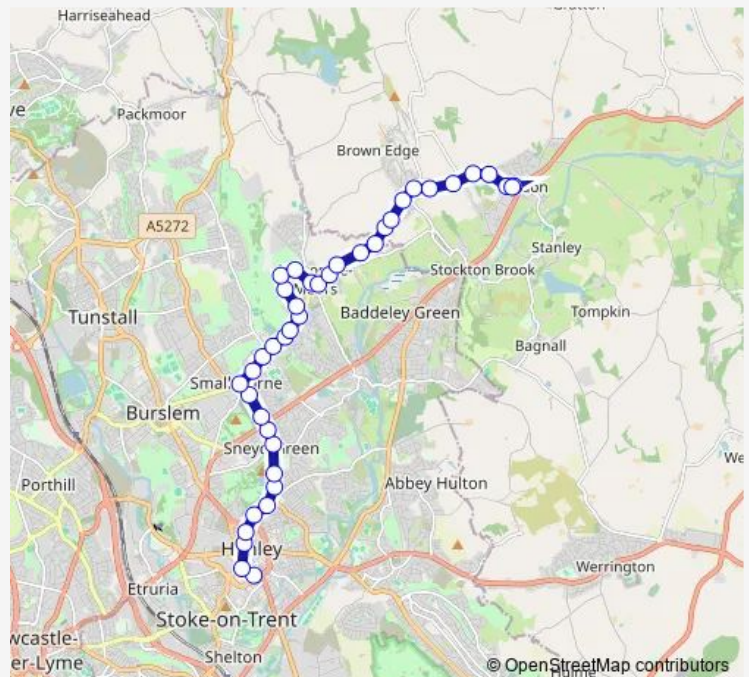 Harriseahead
Packmoor
Brown Edge
A5272
Stanley
Stockton Brook
Tunstall
Baddeley Green
Tompkin
Bagnall
Burslem
Porthill
Abbey Hulton
Werrington
Etruria
Stoke-on-Trent
Shelton
© OpenStreetMap contributors